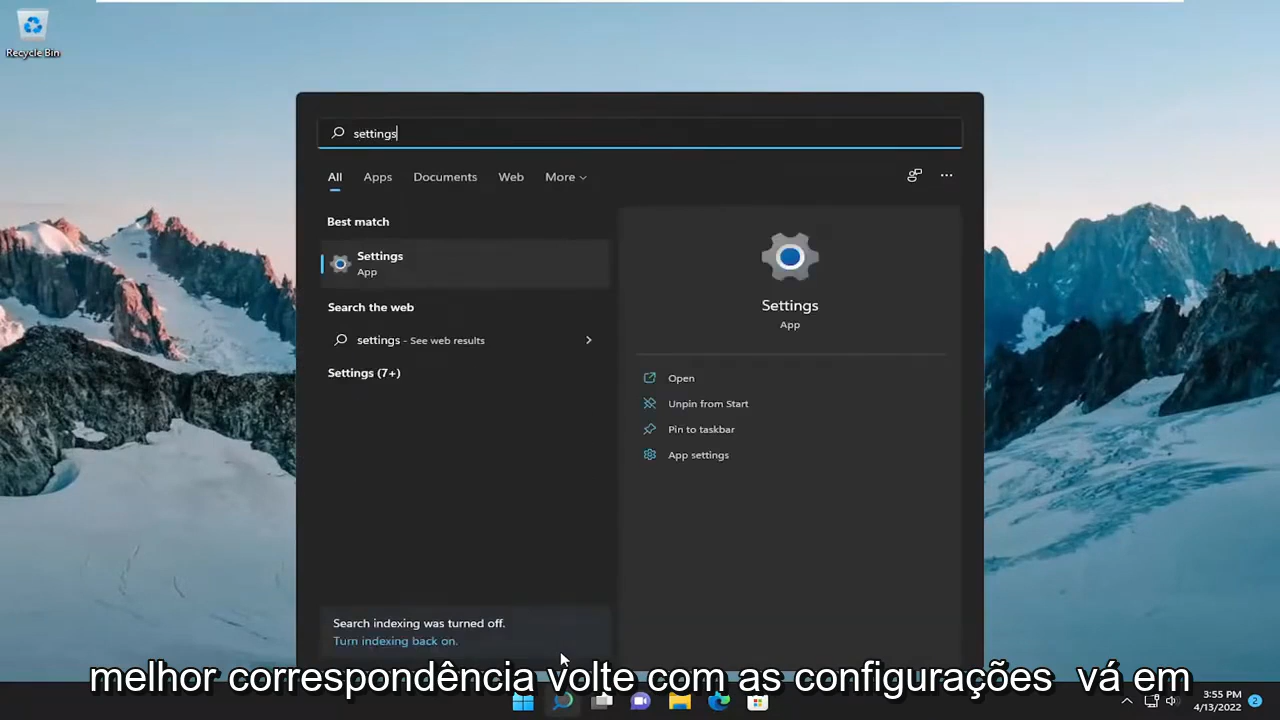 Recycle Bin
settings
All Apps Documents Web More
Best match
Settings
App
Search the web
settings - See web results
Settings (7+)
Settings
App
Open
Unpin from Start
Pin to taskbar
App settings
Search indexing was turned off.
Turn indexing back on.
melhor correspondência volte com as configurações vá em
3:55 PM
4/13/2022
2